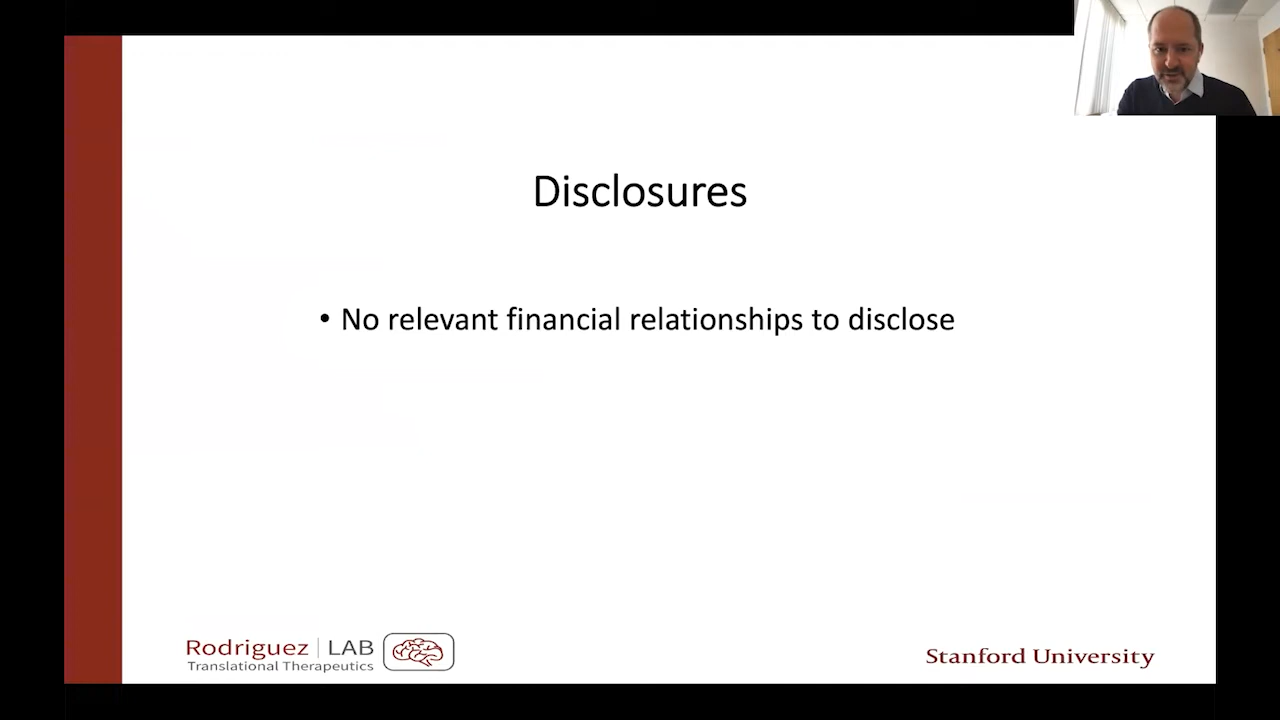 Disclosures
• No relevant financial relationships to disclose
Rodriguez | LAB
Translational Therapeutics
Stanford University